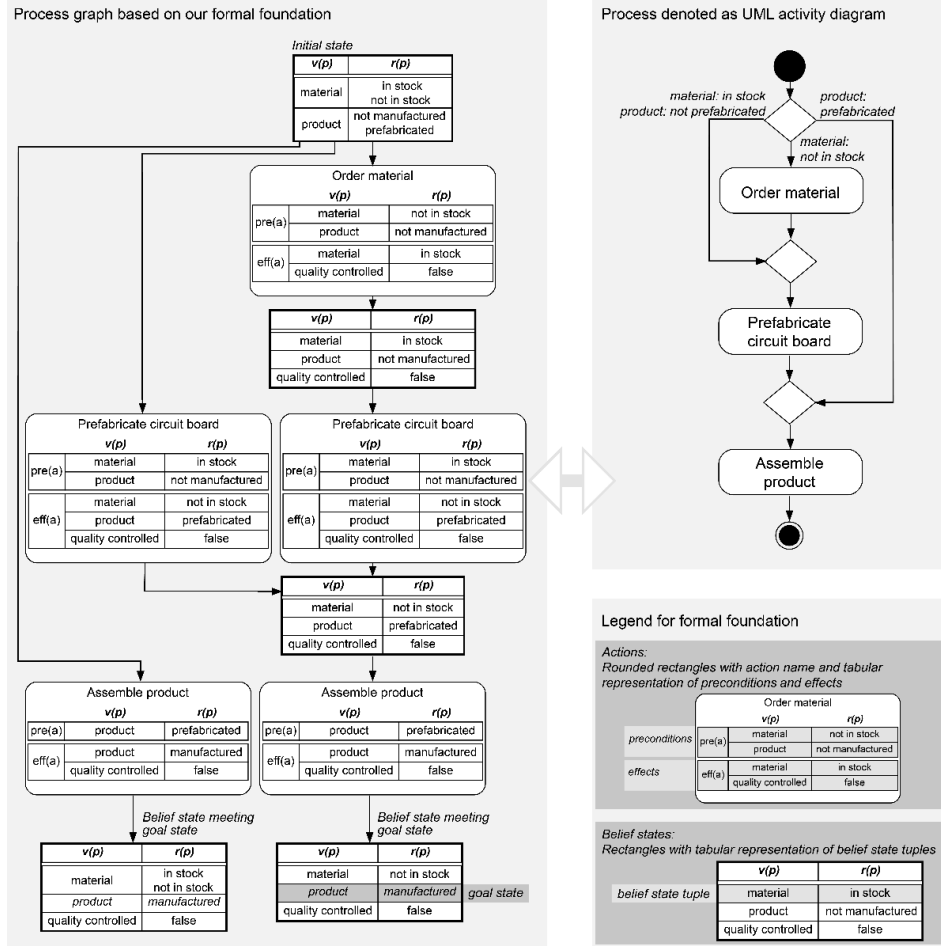 Process graph based on our formal foundation
Initial state
v(p) r(p)
material in stock
not in stock
product not manufactured
prefabricated
Order material
v(p) r(p)
pre(a) material not in stock
product not manufactured
eff(a) material in stock
quality controlled false
v(p) r(p)
material in stock
product not manufactured
quality controlled false
Prefabricate circuit board
v(p) r(p)
pre(a) material in stock
product not manufactured
eff(a) material not in stock
product prefabricated
quality controlled false
Prefabricate circuit board
v(p) r(p)
pre(a) material in stock
product not manufactured
eff(a) material not in stock
product prefabricated
quality controlled false
v(p) r(p)
material not in stock
product prefabricated
quality controlled false
Assemble product
v(p) r(p)
pre(a) product prefabricated
eff(a) product manufactured
quality controlled false
Assemble product
v(p) r(p)
pre(a) product prefabricated
eff(a) product manufactured
quality controlled false
Belief state meeting
goal state
v(p) r(p)
material in stock
not in stock
product manufactured
quality controlled false
Belief state meeting
goal state
v(p) r(p)
material not in stock
product manufactured goal state
quality controlled false
Process denoted as UML activity diagram
material: in stock
product: not prefabricated
product:
prefabricated
material:
not in stock
Order material
Prefabricate
circuit board
Assemble
product
Legend for formal foundation
Actions:
Rounded rectangles with action name and tabular
representation of preconditions and effects
Order material
v(p) r(p)
preconditions pre(a) material not in stock
product not manufactured
effects eff(a) material in stock
quality controlled false
Belief states:
Rectangles with tabular representation of belief state tuples
v(p) r(p)
belief state tuple material in stock
product not manufactured
quality controlled false